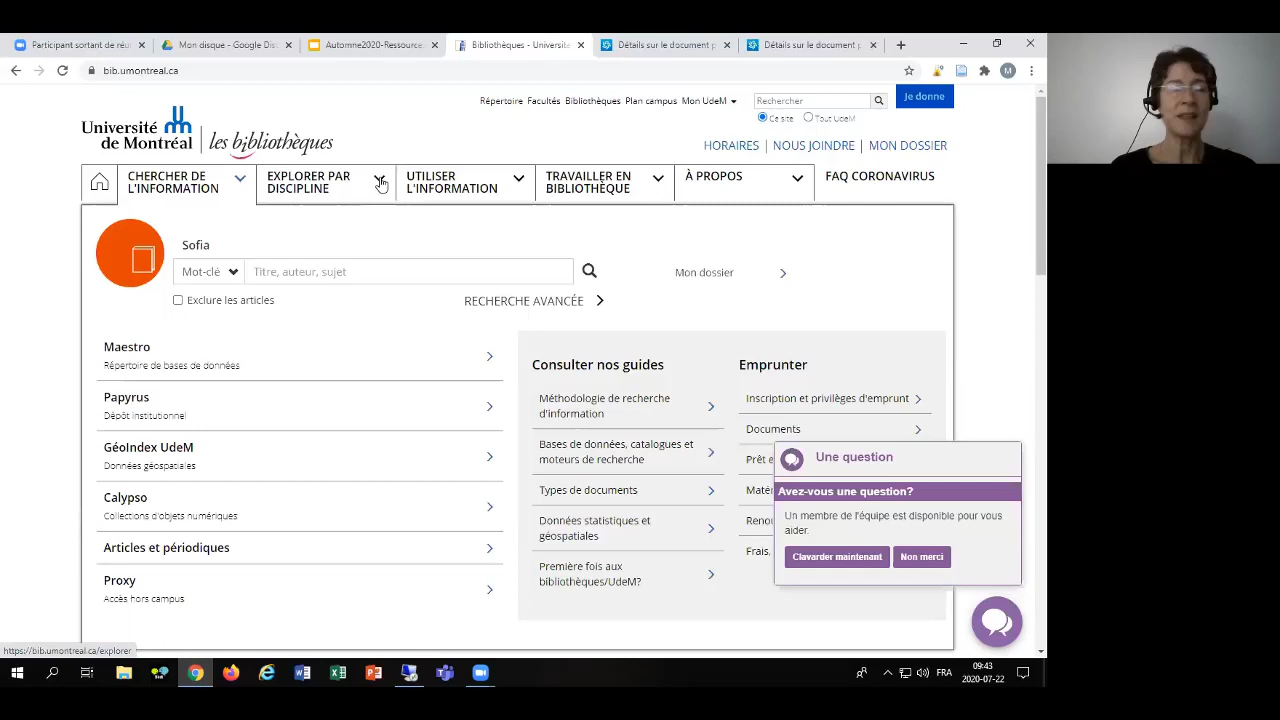 Participant sortant de réu
Mon disque - Google Dis
Automme2020-Ressource
Bibliothèques - Universite
Détails sur le document p
Détails sur le document p
bib.umontreal.ca
M
Répertoire Facultés Bibliothèques Plan campus Mon UdeM
Rechercher
Je donne
Ce site Tout UdeM
Université de Montréal
les bibliothèques
HORAIRES | NOUS JOINDRE | MON DOSSIER
CHERCHER DE
L'INFORMATION
EXPLORER PAR
DISCIPLINE
UTILISER
L'INFORMATION
TRAVAILLER EN
BIBLIOTHÈQUE
À PROPOS
FAQ CORONAVIRUS
Sofia
Mot-clé
Titre, auteur, sujet
Mon dossier
Exclure les articles
RECHERCHE AVANCÉE
Maestro
Répertoire de bases de données
Papyrus
Dépôt institutionnel
GéoIndex UdeM
Données géospatiales
Calypso
Collections d'objets numériques
Articles et périodiques
Proxy
Accès hors campus
Consulter nos guides
Méthodologie de recherche
d'information
Bases de données, catalogues et
moteurs de recherche
Types de documents
Données statistiques et
géospatiales
Première fois aux
bibliothèques/UdeM?
Emprunter
Inscription et privilèges d'emprunt
Documents
Prêt e
Matér
Renou
Frais,
Une question
Avez-vous une question?
Un membre de l'équipe est disponible pour vous
aider.
Clavarder maintenant
Non merci
https://bib.umontreal.ca/explorer
FRA
09:43
2020-07-22